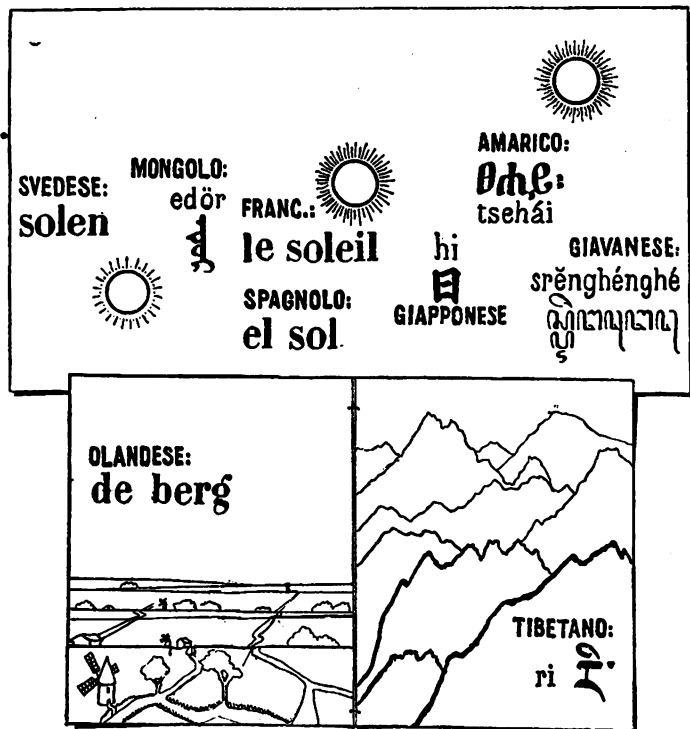 SVEDESE:
solen
MONGOLO:
edör
FRANC.:
le soleil
SPAGNOLO:
el sol
hi
日
GIAPPONESE
AMARICO:
ፀሐይ፡
tsehái
GIAVANESE:
srĕnghénghé
OLANDESE:
de berg
TIBETANO:
ri རི་